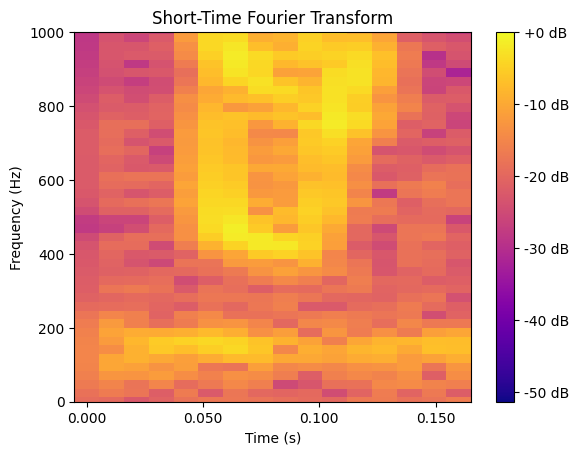 Short-Time Fourier Transform
1000
800
600
400
200
0
Frequency (Hz)
0.000
0.050
0.100
0.150
Time (s)
+0 dB
-10 dB
-20 dB
-30 dB
-40 dB
-50 dB